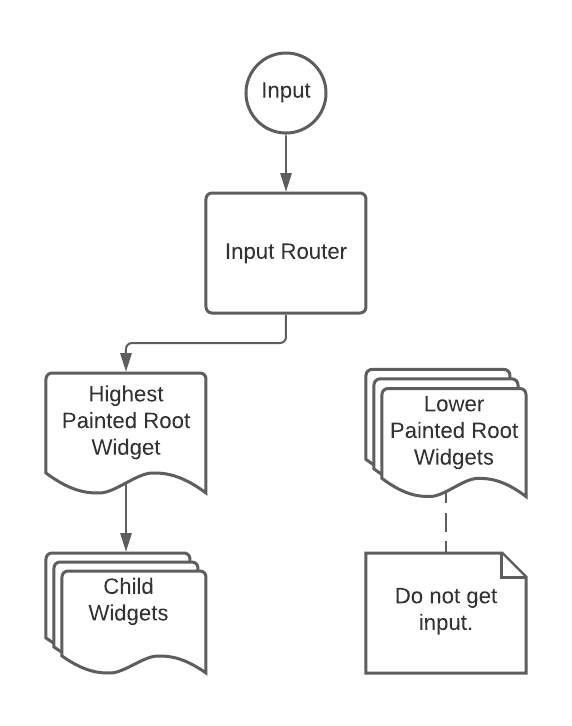 Input
Input Router
Highest
Painted Root
Widget
Lower
Painted Root
Widgets
Child
Widgets
Do not get
input.